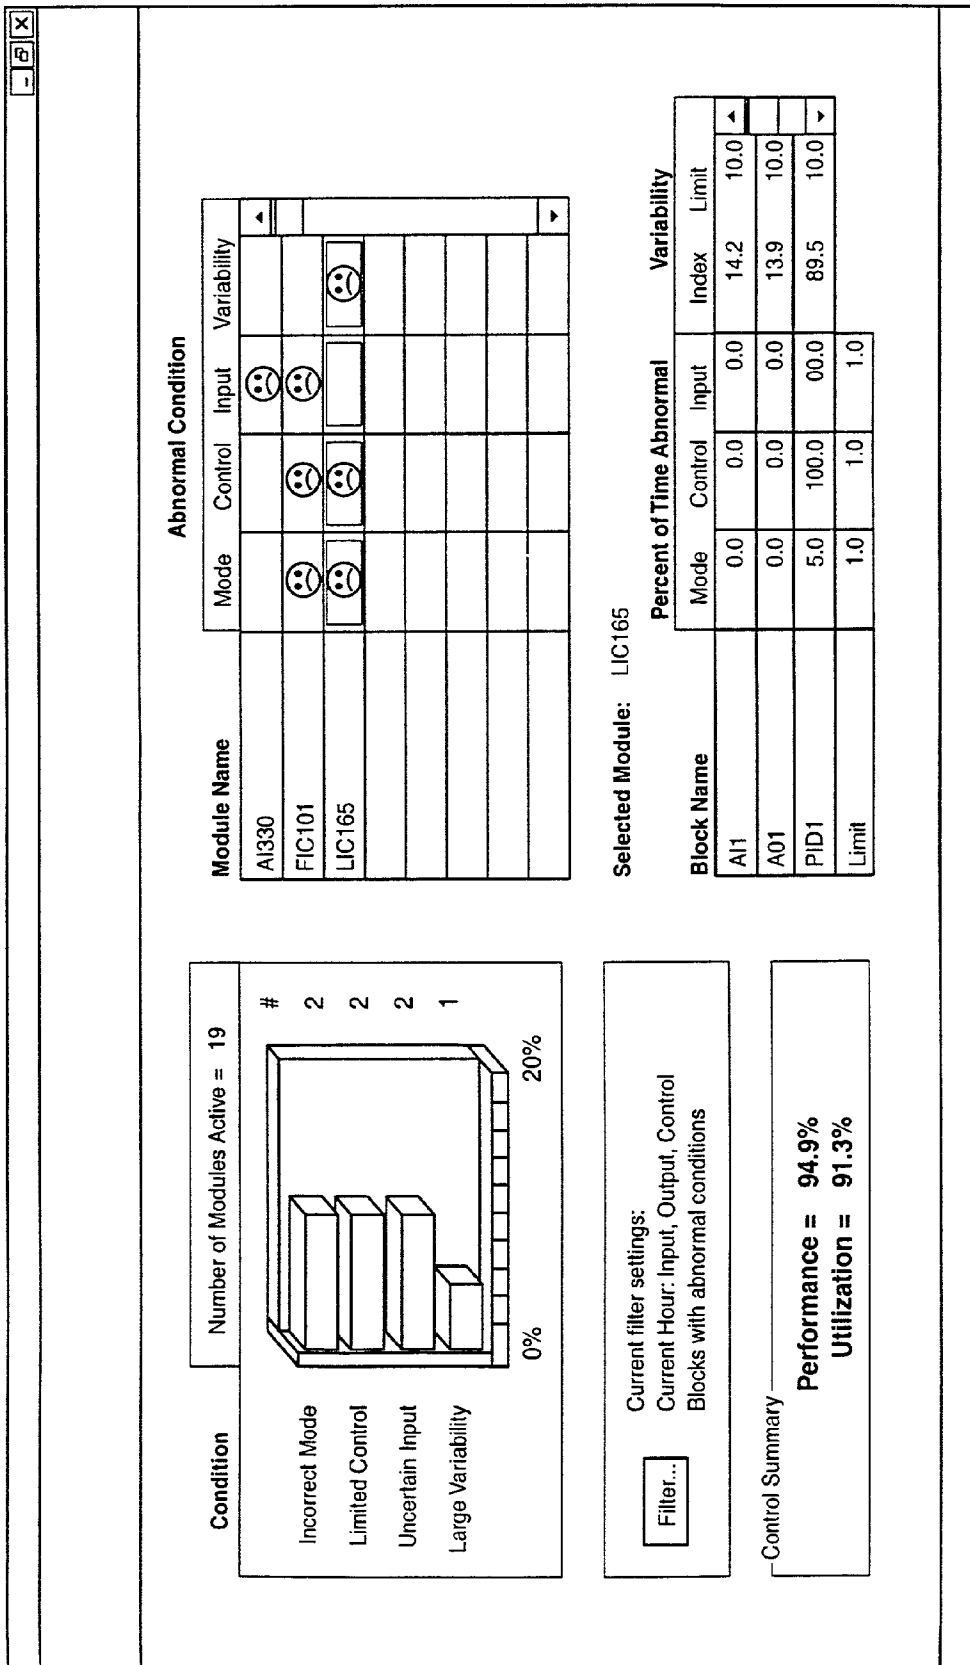 Condition
Number of Modules Active = 19
#
Incorrect Mode 2
Limited Control 2
Uncertain Input 2
Large Variability 1
0% 20%
Filter...
Current filter settings:
Current Hour: Input, Output, Control
Blocks with abnormal conditions
Control Summary
Performance = 94.9%
Utilization = 91.3%
Abnormal Condition
Module Name Mode Control Input Variability
AI330
FIC101
LIC165
Selected Module: LIC165
Percent of Time Abnormal Variability
Block Name Mode Control Input Index Limit
AI1 0.0 0.0 0.0 14.2 10.0
A01 0.0 0.0 0.0 13.9 10.0
PID1 5.0 100.0 00.0 89.5 10.0
Limit 1.0 1.0 1.0